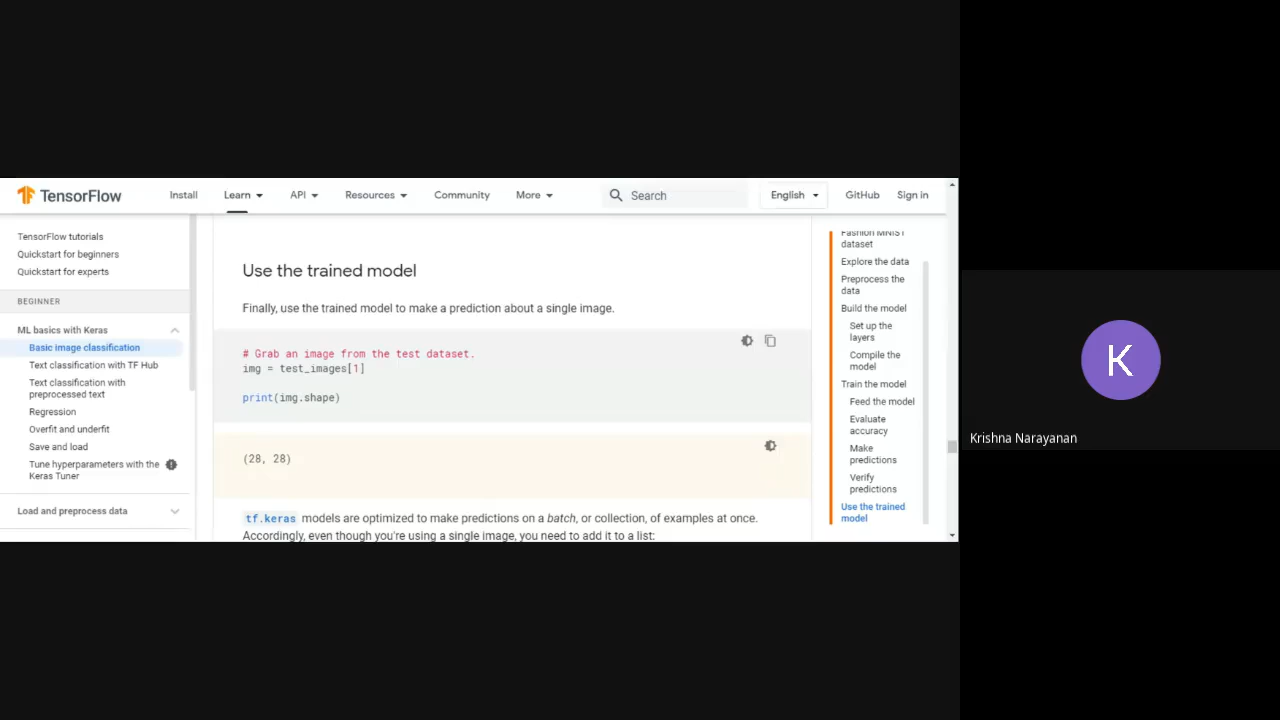 TensorFlow
Install
Learn
API
Resources
Community
More
Search
English
GitHub
Sign in
TensorFlow tutorials
Quickstart for beginners
Quickstart for experts
BEGINNER
ML basics with Keras
Basic image classification
Text classification with TF Hub
Text classification with
preprocessed text
Regression
Overfit and underfit
Save and load
Tune hyperparameters with the
Keras Tuner
Load and preprocess data
Use the trained model
Finally, use the trained model to make a prediction about a single image.
# Grab an image from the test dataset.
img = test_images[1]
print(img.shape)
(28, 28)
tf.keras models are optimized to make predictions on a batch, or collection, of examples at once.
Accordingly, even though you're using a single image, you need to add it to a list:
Fashion MNIST
dataset
Explore the data
Preprocess the
data
Build the model
Set up the
layers
Compile the
model
Train the model
Feed the model
Evaluate
accuracy
Make
predictions
Verify
predictions
Use the trained
model
K
Krishna Narayanan